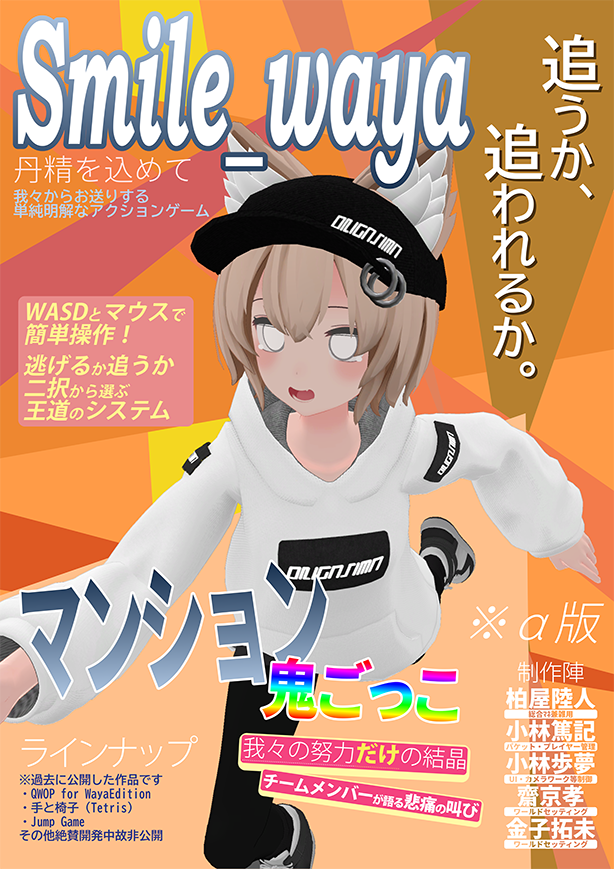 Smile_waya
追うか、
追われるか。
丹精を込めて
我々からお送りする
単純明解なアクションゲーム
WASDとマウスで
簡単操作！
逃げるか追うか
二択から選ぶ
王道のシステム
マンション
鬼ごっこ
※α版
我々の努力だけの結晶
チームメンバーが語る悲痛の叫び
ラインナップ
※過去に公開した作品です
・QWOP for WayaEdition
・手と椅子（Tetris）
・Jump Game
その他絶賛開発中故非公開
制作陣
柏屋陸人
小林篤記
パケット・プレイヤー管理
小林歩夢
UI・カメラワーク等制御
齋京孝
ワールドセッティング
金子拓未
ワールドセッティング